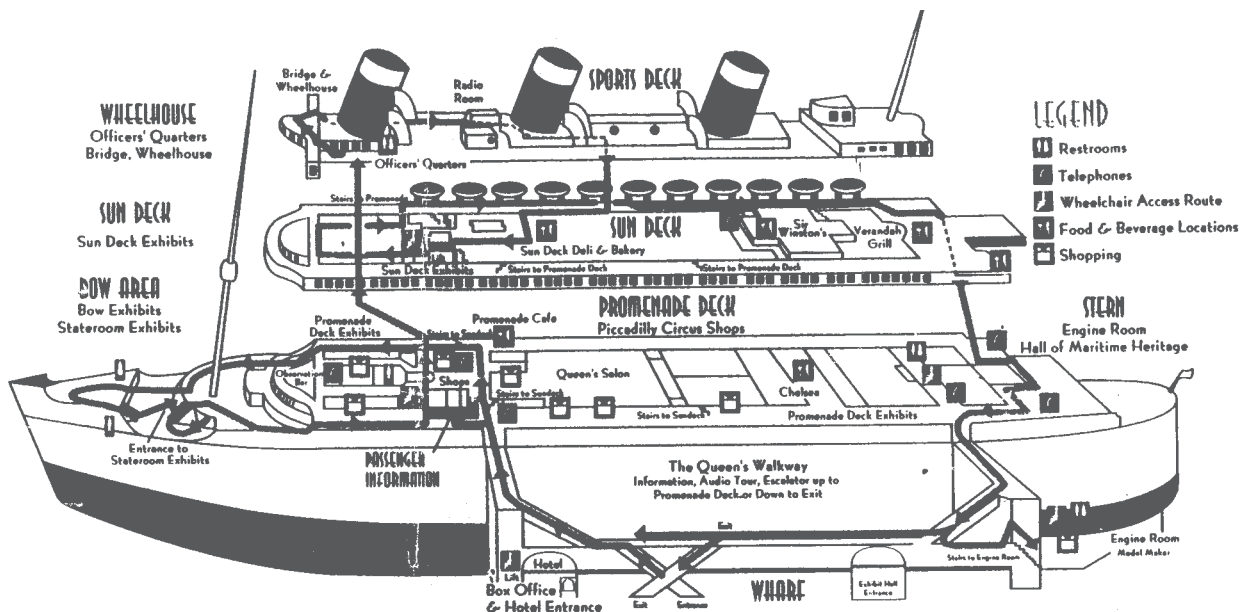 Bridge &
Wheelhouse
Radio
Room
SPORTS DECK
WHEELHOUSE
Officers' Quarters
Bridge, Wheelhouse
Officers' Quarters
LEGEND
Restrooms
Telephones
Wheelchair Access Route
Food & Beverage Locations
Shopping
Stairs to Promenade
SUN DECK
Sun Deck Exhibits
SUN DECK
Sir
Winston's
Verandah
Grill
Sun Deck Deli & Bakery
Lift
Sun Deck Exhibits
Stairs to Promenade Deck
Stairs to Promenade Deck
BOW AREA
Bow Exhibits
Stateroom Exhibits
PROMENADE DECK
Piccadilly Circus Shops
STERN
Engine Room
Hall of Maritime Heritage
Promenade
Deck Exhibits
Promenade Cafe
Stairs to Sundeck
Observation
Bar
Shops
Queen's Salon
Chelsea
Stairs to Sundeck
Stairs to Sundeck
Promenade Deck Exhibits
Entrance to
Stateroom Exhibits
PASSENGER
INFORMATION
The Queen's Walkway
Information, Audio Tour, Escalator up to
Promenade Deck or Down to Exit
Exit
Stairs to Engine Room
Engine Room
Model Maker
Lift
Hotel
Box Office
& Hotel Entrance
Exit
Entrance
WHARF
Exhibit Hall
Entrance